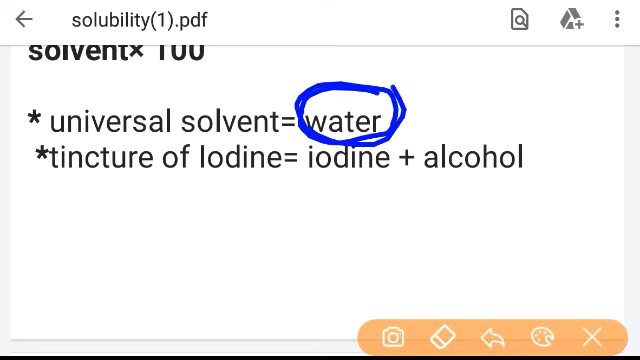 solubility(1).pdf
solvent× 100
* universal solvent= water
*tincture of Iodine= iodine + alcohol